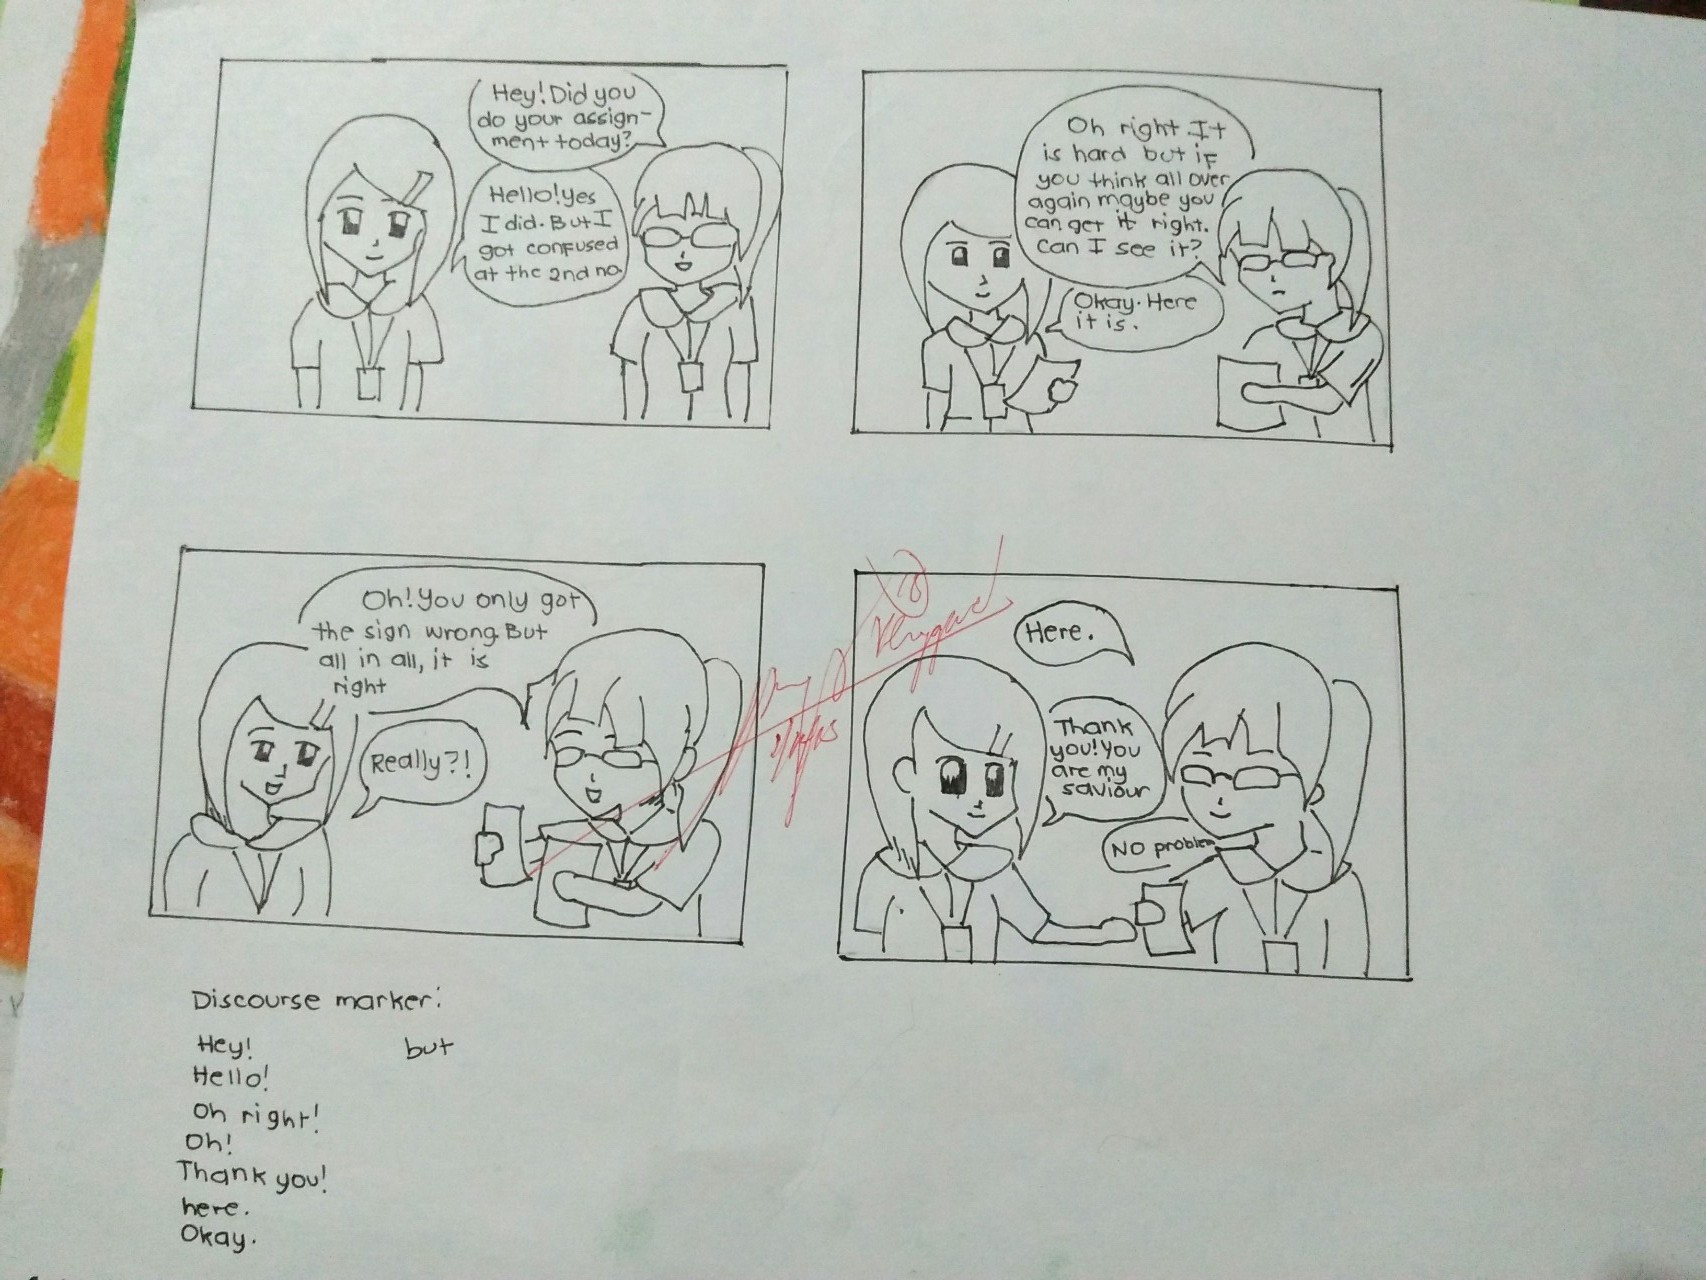 Hey! Did you
do your assign-
ment today?
Hello! Yes
I did. But I
got confused
at the 2nd no.
Oh right. It
is hard but if
you think all over
again maybe you
can get it right.
Can I see it?
Okay. Here
it is.
Oh! You only got
the sign wrong. But
all in all, it is
right
Really?!
Here.
Thank
you! You
are my
saviour
NO problem
Discourse marker:
Hey! but
Hello!
Oh right!
Oh!
Thank you!
here.
Okay.